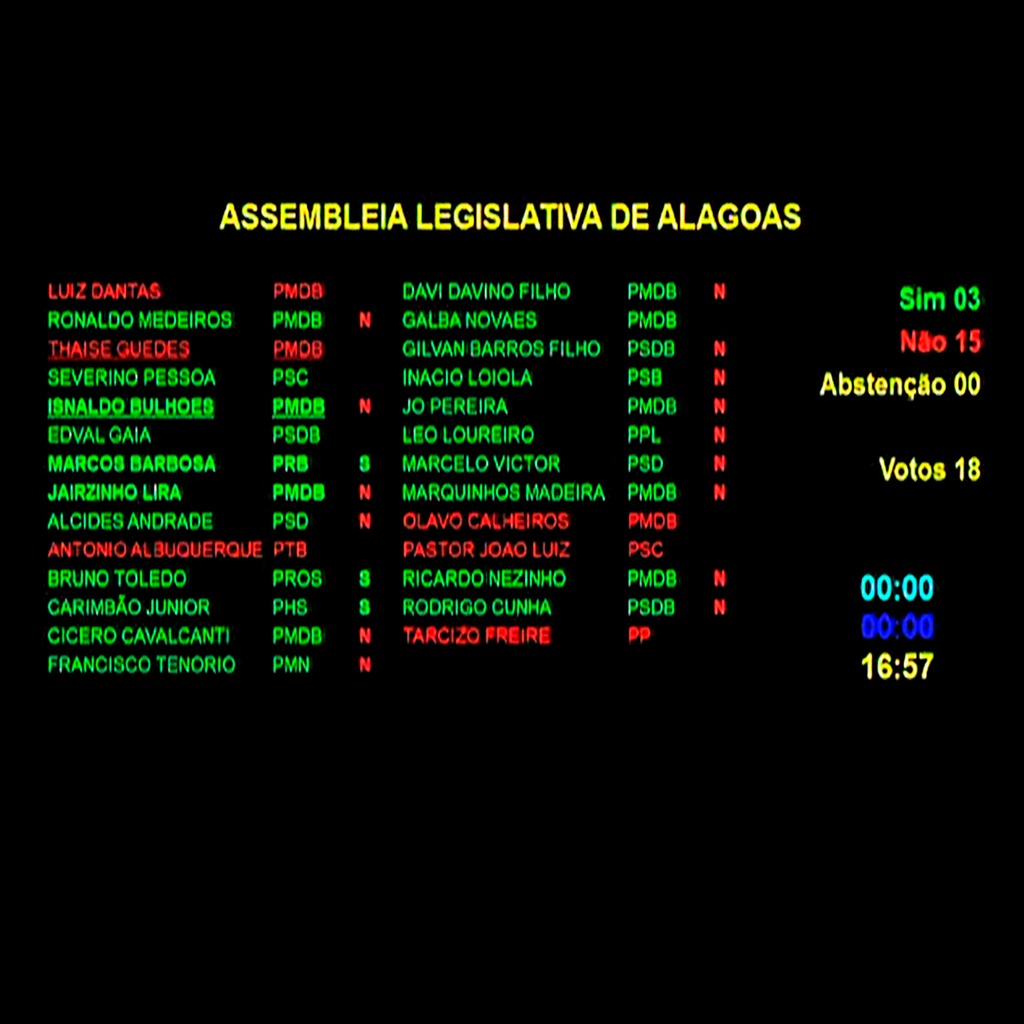 ASSEMBLEIA LEGISLATIVA DE ALAGOAS
LUIZ DANTAS PMDB
RONALDO MEDEIROS PMDB N
THAISE GUEDES PMDB
SEVERINO PESSOA PSC
ISNALDO BULHOES PMDB N
EDVAL GAIA PSDB
MARCOS BARBOSA PRB S
JAIRZINHO LIRA PMDB N
ALCIDES ANDRADE PSD N
ANTONIO ALBUQUERQUE PTB
BRUNO TOLEDO PROS S
CARIMBÃO JUNIOR PHS S
CICERO CAVALCANTI PMDB N
FRANCISCO TENORIO PMN N
DAVI DAVINO FILHO PMDB N
GALBA NOVAES PMDB
GILVAN BARROS FILHO PSDB N
INACIO LOIOLA PSB N
JO PEREIRA PMDB N
LEO LOUREIRO PPL N
MARCELO VICTOR PSD N
MARQUINHOS MADEIRA PMDB N
OLAVO CALHEIROS PMDB
PASTOR JOAO LUIZ PSC
RICARDO NEZINHO PMDB N
RODRIGO CUNHA PSDB N
TARCIZO FREIRE PP
Sim 03
Não 15
Abstenção 00
Votos 18
00:00
00:00
16:57